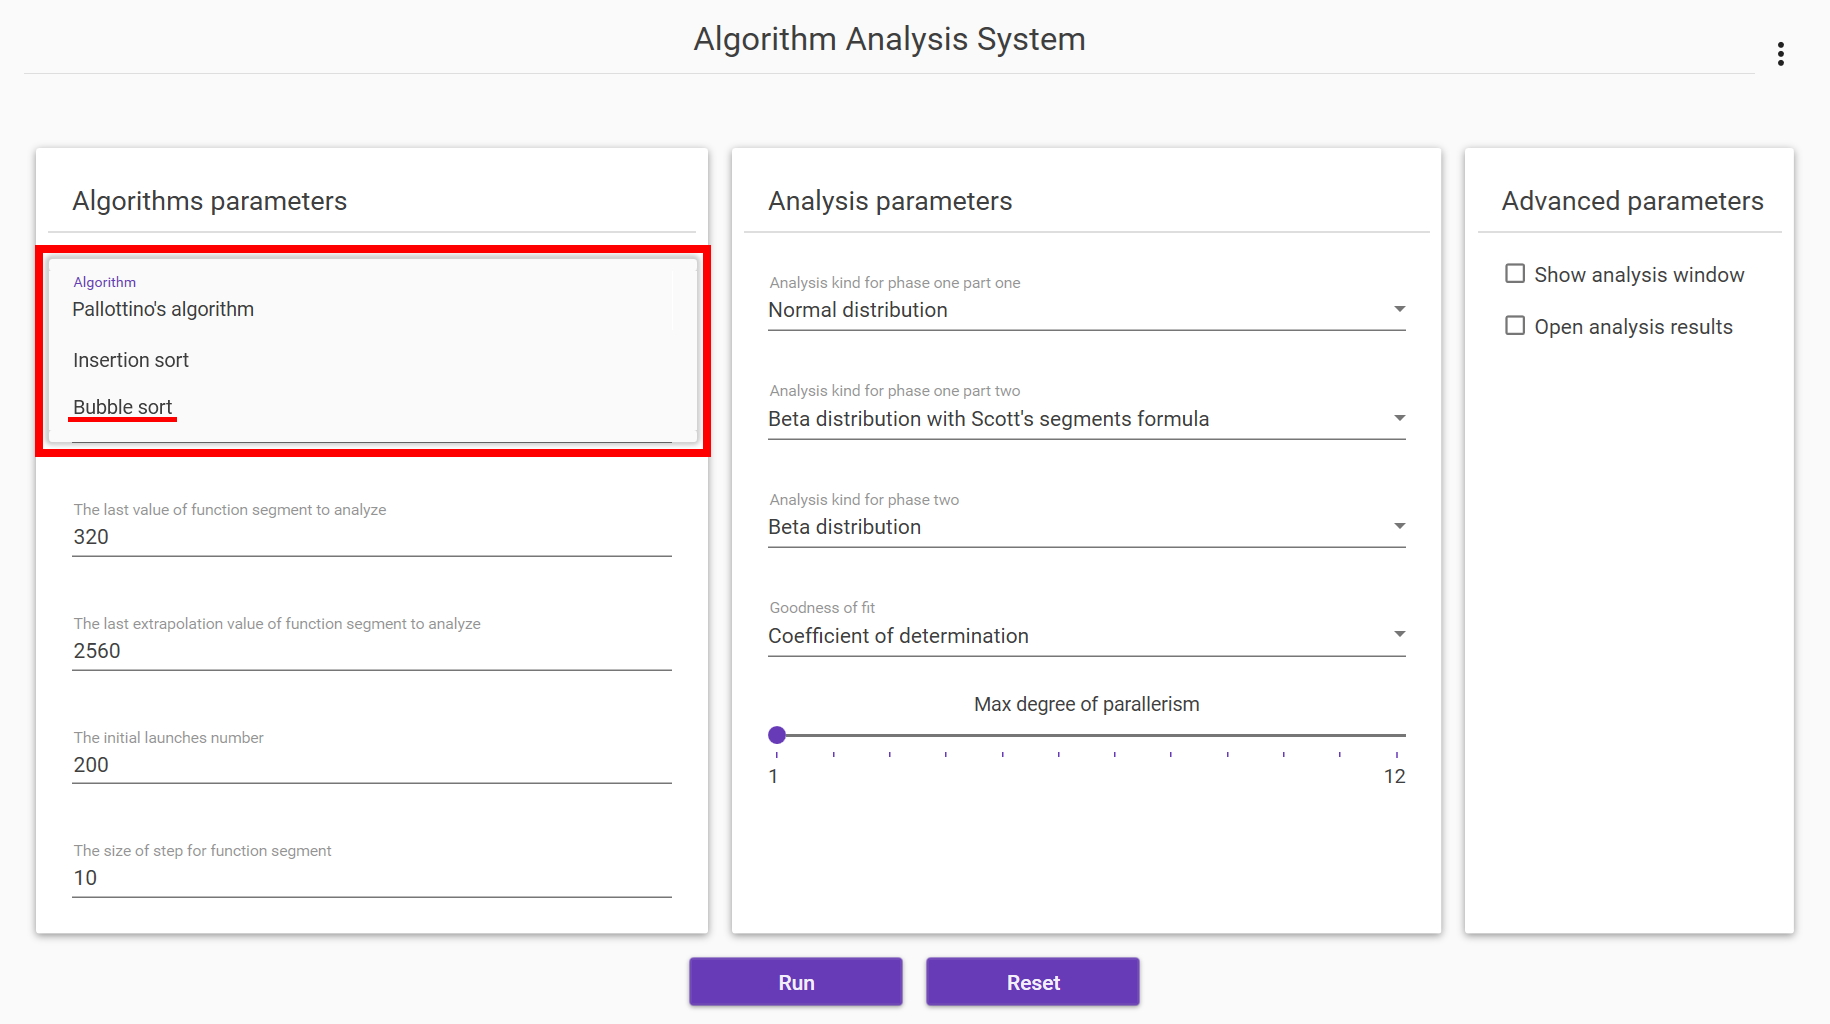 Algorithm Analysis System
Algorithms parameters
Algorithm
Pallottino's algorithm
Insertion sort
Bubble sort
The last value of function segment to analyze
320
The last extrapolation value of function segment to analyze
2560
The initial launches number
200
The size of step for function segment
10
Analysis parameters
Analysis kind for phase one part one
Normal distribution
Analysis kind for phase one part two
Beta distribution with Scott's segments formula
Analysis kind for phase two
Beta distribution
Goodness of fit
Coefficient of determination
Max degree of parallerism
1 12
Advanced parameters
Show analysis window
Open analysis results
Run Reset